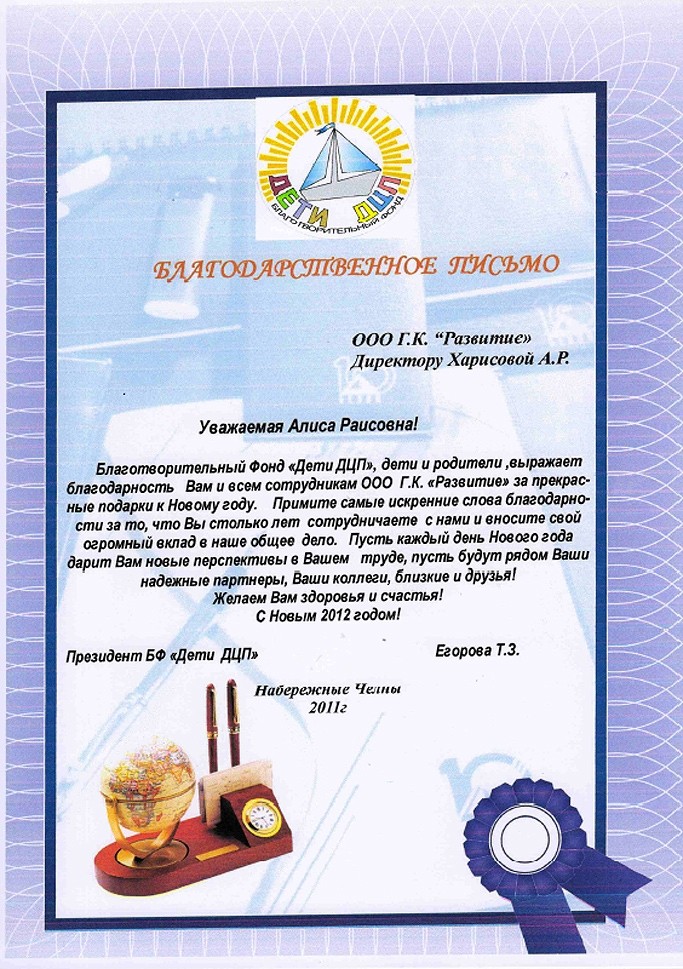 ДЕТИ ДЦП
БЛАГОТВОРИТЕЛЬНЫЙ ФОНД
БЛАГОДАРСТВЕННОЕ ПИСЬМО
ООО Г.К. “Развитие»
Директору Харисовой А.Р.
Уважаемая Алиса Раисовна!
Благотворительный Фонд «Дети ДЦП», дети и родители ,выражает
благодарность Вам и всем сотрудникам ООО Г.К. «Развитие» за прекрас-
ные подарки к Новому году. Примите самые искренние слова благодарно-
сти за то, что Вы столько лет сотрудничаете с нами и вносите свой
огромный вклад в наше общее дело. Пусть каждый день Нового года
дарит Вам новые перспективы в Вашем труде, пусть будут рядом Ваши
надежные партнеры, Ваши коллеги, близкие и друзья!
Желаем Вам здоровья и счастья!
С Новым 2012 годом!
Президент БФ «Дети ДЦП» Егорова Т.З.
Набережные Челны
2011г